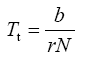 T_t = b / rN